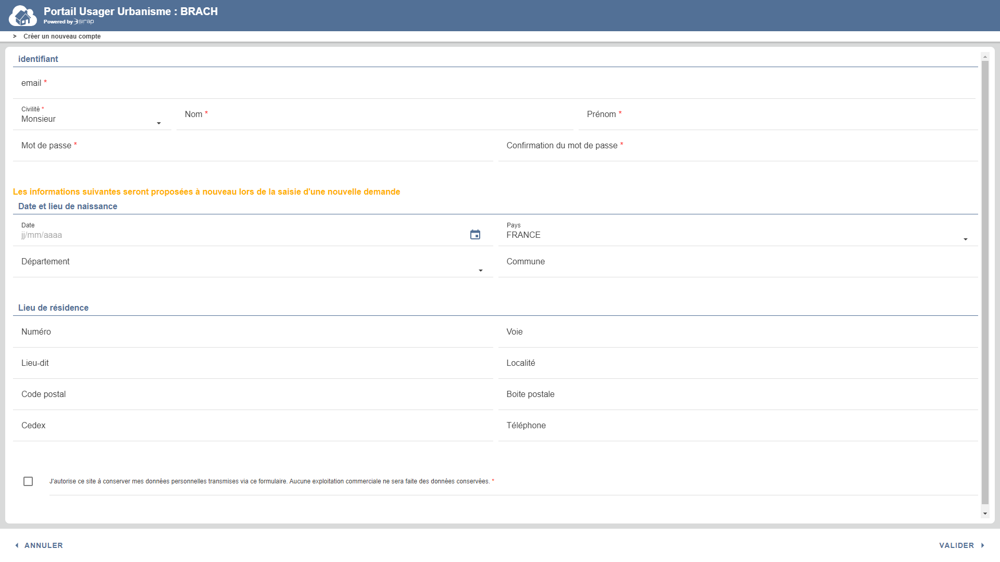 Portail Usager Urbanisme : BRACH
Powered by sirap
> Créer un nouveau compte
identifiant
email *
Civilité *
Monsieur
Nom *
Prénom *
Mot de passe *
Confirmation du mot de passe *
Les informations suivantes seront proposées à nouveau lors de la saisie d'une nouvelle demande
Date et lieu de naissance
Date
jj/mm/aaaa
Pays
FRANCE
Département
Commune
Lieu de résidence
Numéro
Voie
Lieu-dit
Localité
Code postal
Boite postale
Cedex
Téléphone
J'autorise ce site à conserver mes données personnelles transmises via ce formulaire. Aucune exploitation commerciale ne sera faite des données conservées. *
ANNULER
VALIDER